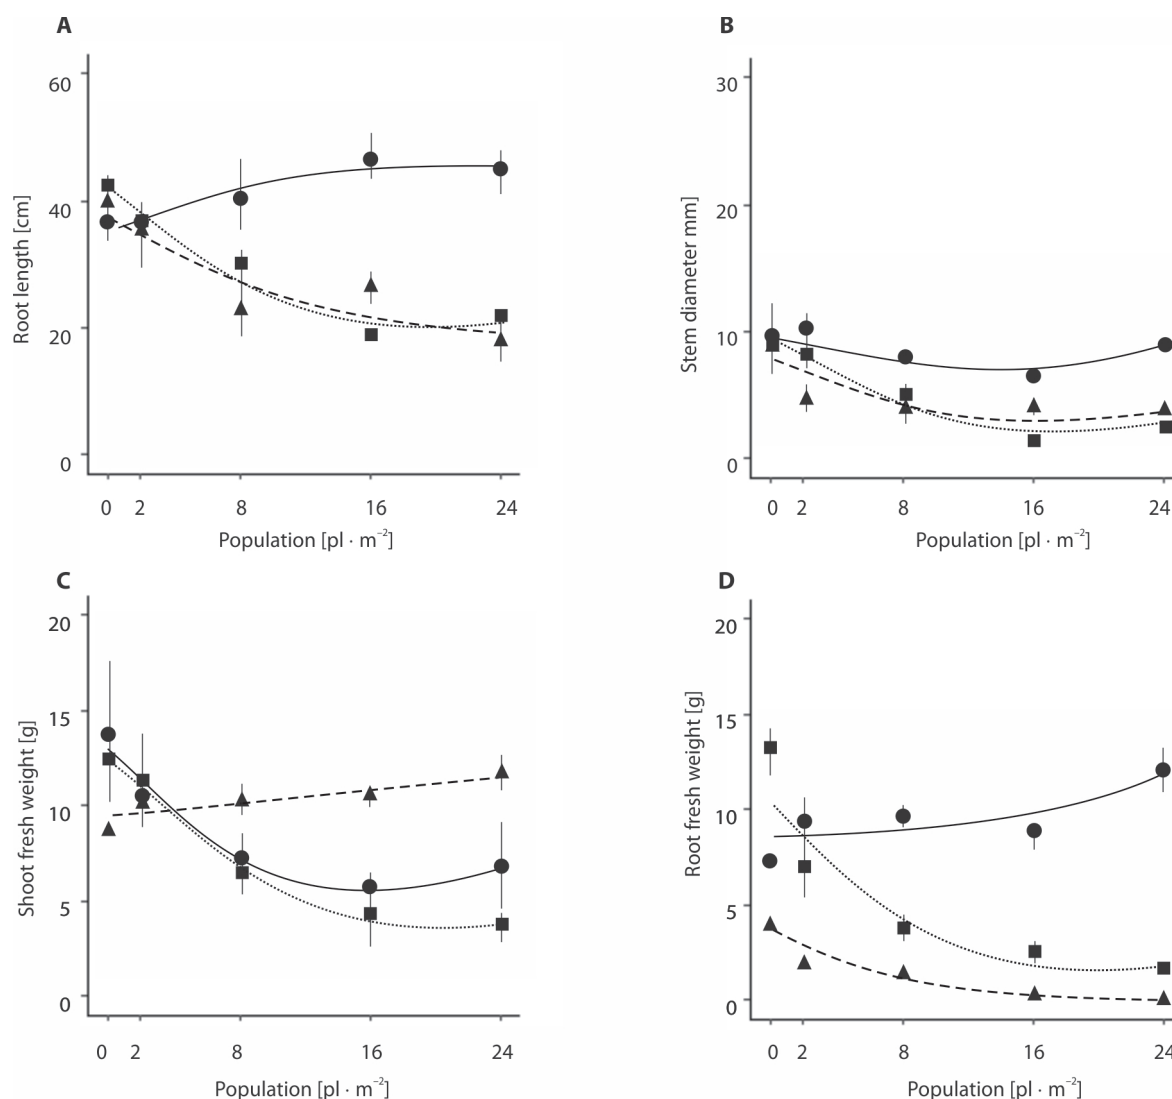 A
60
40
20
0
Root length [cm]
0 2 8 16 24
Population [pl · m⁻²]
B
30
20
10
0
Stem diameter mm]
0 2 8 16 24
Population [pl · m⁻²]
C
20
15
10
5
0
Shoot fresh weight [g]
0 2 8 16 24
Population [pl · m⁻²]
D
20
15
10
5
0
Root fresh weight [g]
0 2 8 16 24
Population [pl · m⁻²]